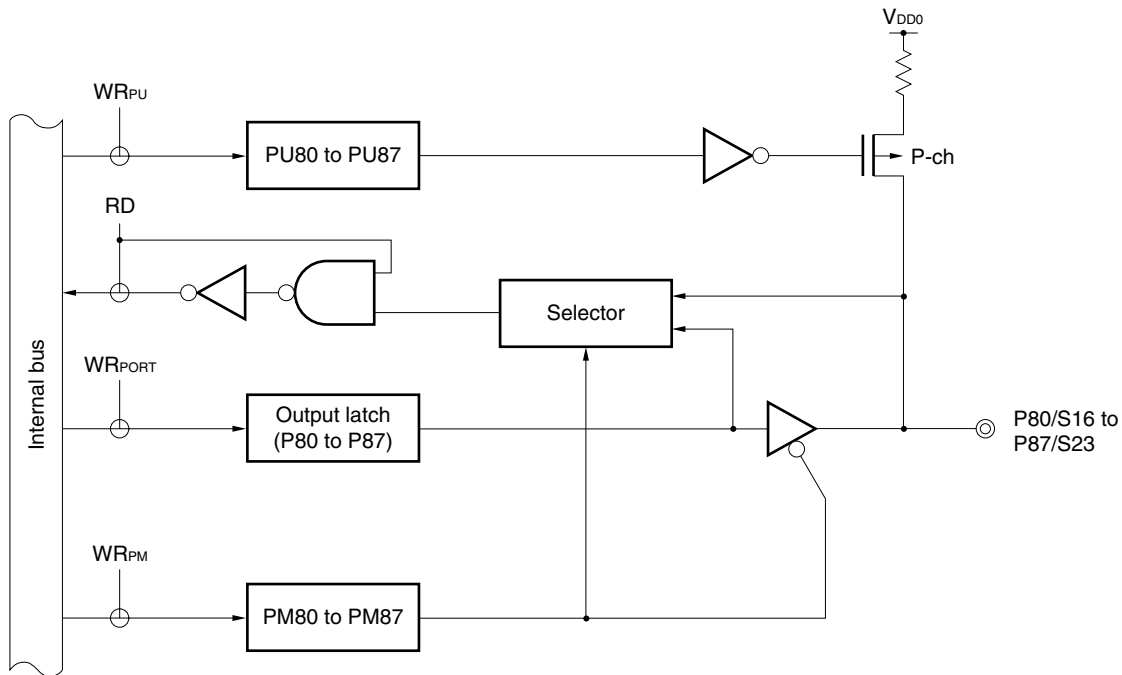 VDD0
WRPU
PU80 to PU87
P-ch
RD
Selector
Internal bus
WRPORT
Output latch
(P80 to P87)
P80/S16 to
P87/S23
WRPM
PM80 to PM87